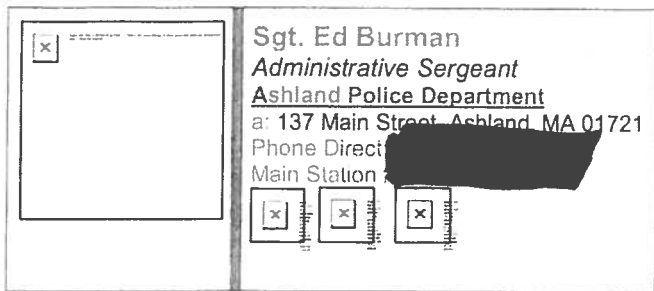 Sgt. Ed Burman
Administrative Sergeant
Ashland Police Department
a: 137 Main Street, Ashland, MA 01721
Phone Direct
Main Station